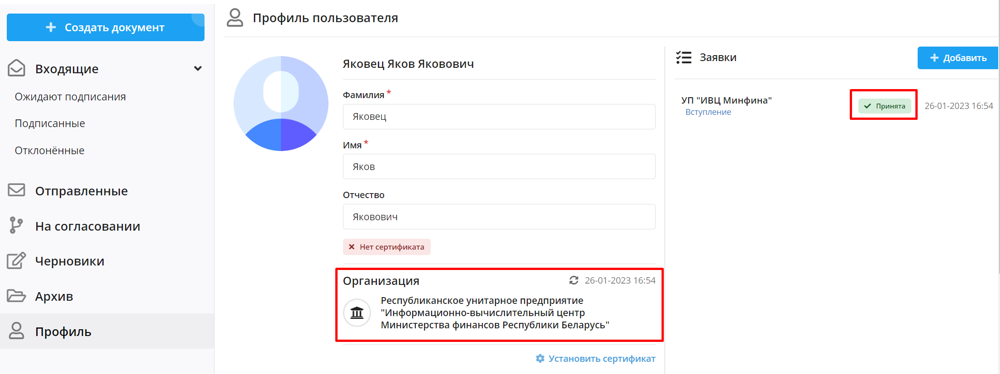 Создать документ
Входящие
Ожидают подписания
Подписанные
Отклонённые
Отправленные
На согласовании
Черновики
Архив
Профиль
Профиль пользователя
Яковец Яков Яковович
Фамилия *
Яковец
Имя *
Яков
Отчество
Яковович
Нет сертификата
Организация 26-01-2023 16:54
Республиканское унитарное предприятие
"Информационно-вычислительный центр
Министерства финансов Республики Беларусь"
Установить сертификат
Заявки
Добавить
УП "ИВЦ Минфина"
Вступление
Принята
26-01-2023 16:54